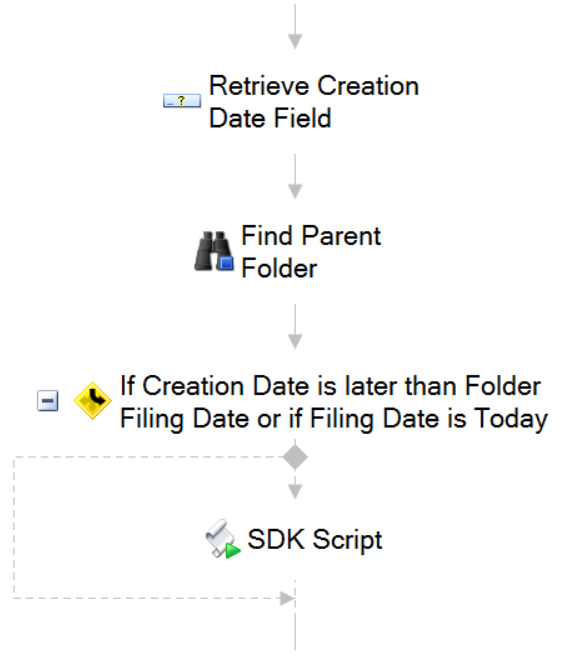 Retrieve Creation
Date Field
Find Parent
Folder
If Creation Date is later than Folder
Filing Date or if Filing Date is Today
SDK Script